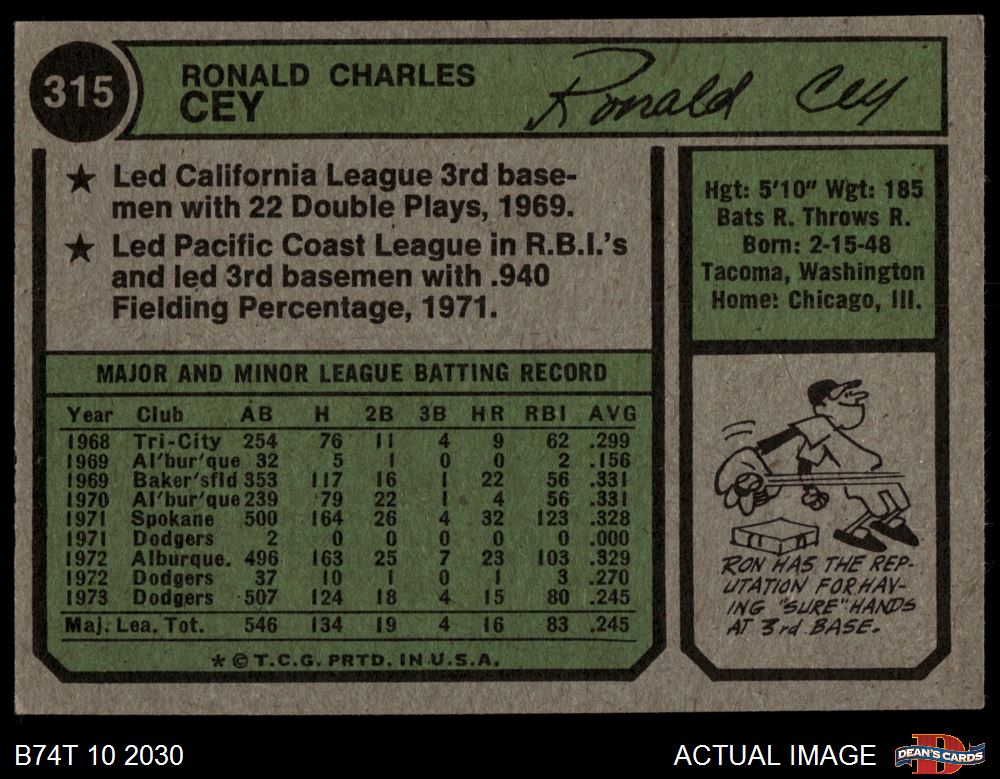 315
RONALD CHARLES
CEY
Ronald Cey
★ Led California League 3rd base-
men with 22 Double Plays, 1969.
★ Led Pacific Coast League in R.B.I.'s
and led 3rd basemen with .940
Fielding Percentage, 1971.
Hgt: 5'10" Wgt: 185
Bats R. Throws R.
Born: 2-15-48
Tacoma, Washington
Home: Chicago, Ill.
MAJOR AND MINOR LEAGUE BATTING RECORD
Year Club AB H 2B 3B HR RBI AVG
1968 Tri-City 254 76 11 4 9 62 .299
1969 Al'bur'que 32 5 1 0 0 2 .156
1969 Baker'sfld 353 117 16 1 22 56 .331
1970 Al'bur'que 239 79 22 1 4 56 .331
1971 Spokane 500 164 26 4 32 123 .328
1971 Dodgers 2 0 0 0 0 0 .000
1972 Alburque. 496 163 25 7 23 103 .329
1972 Dodgers 37 10 1 0 1 3 .270
1973 Dodgers 507 124 18 4 15 80 .245
Maj. Lea. Tot. 546 134 19 4 16 83 .245
* © T.C.G. PRTD. IN U.S.A.
RON HAS THE REP-
UTATION FOR HAV-
ING "SURE" HANDS
AT 3rd BASE.
B74T 10 2030
ACTUAL IMAGE
DEAN'S CARDS